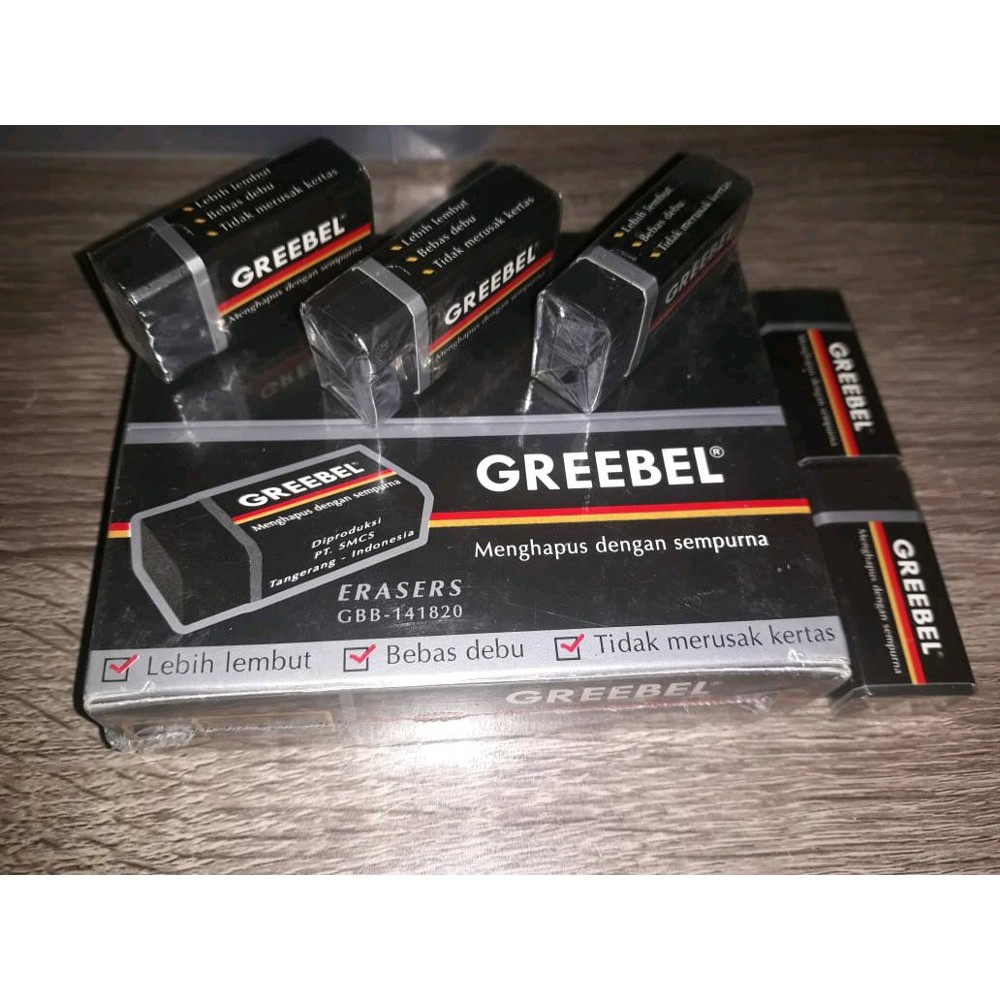 Lebih lembut
Bebas debu
Tidak merusak kertas
GREEBEL
Menghapus dengan sempurna
Lebih lembut
Bebas debu
Tidak merusak kertas
GREEBEL
Menghapus dengan sempurna
Lebih lembut
Bebas debu
Tidak merusak kertas
GREEBEL
GREEBEL
Menghapus dengan sempurna
GREEBEL
Menghapus dengan sempurna
GREEBEL®
Menghapus dengan sempurna
Diproduksi
PT. SMCS
Tangerang - Indonesia
GREEBEL®
Menghapus dengan sempurna
ERASERS
GBB-141820
Lebih lembut
Bebas debu
Tidak merusak kertas
GREEBEL